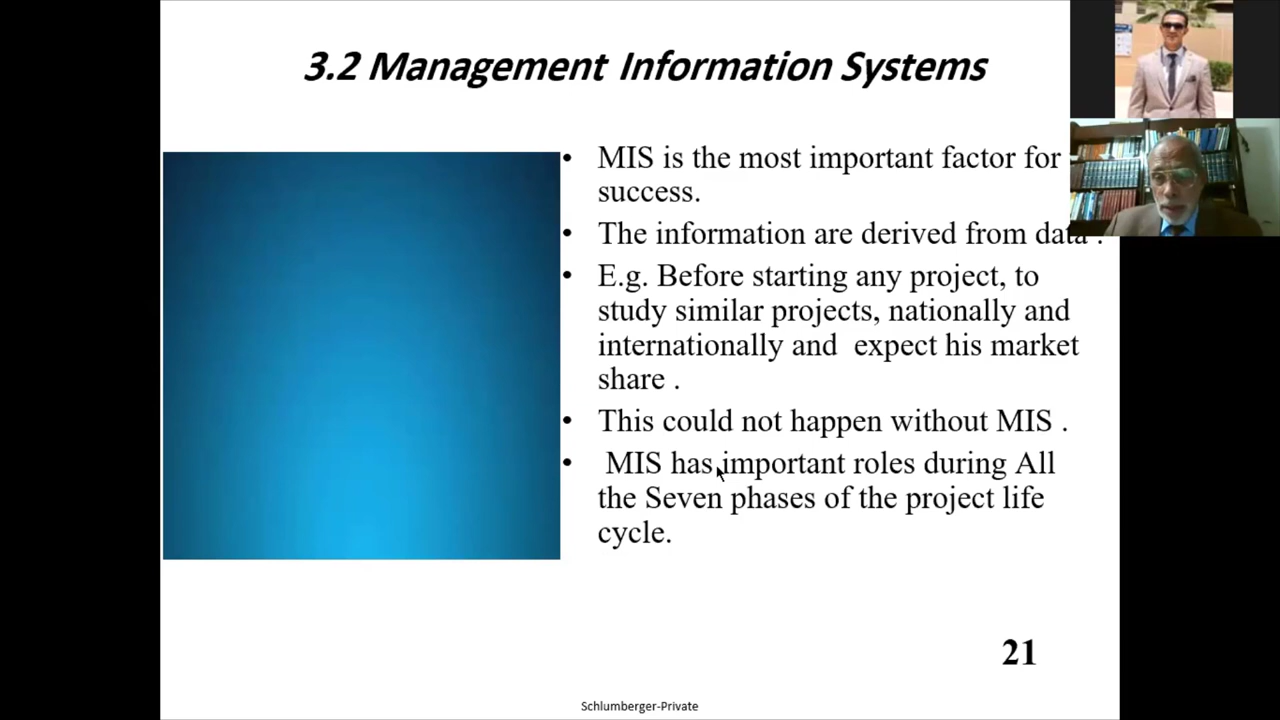 3.2 Management Information Systems
• MIS is the most important factor for
success.
• The information are derived from data .
• E.g. Before starting any project, to
study similar projects, nationally and
internationally and expect his market
share .
• This could not happen without MIS .
• MIS has important roles during All
the Seven phases of the project life
cycle.
21
Schlumberger-Private